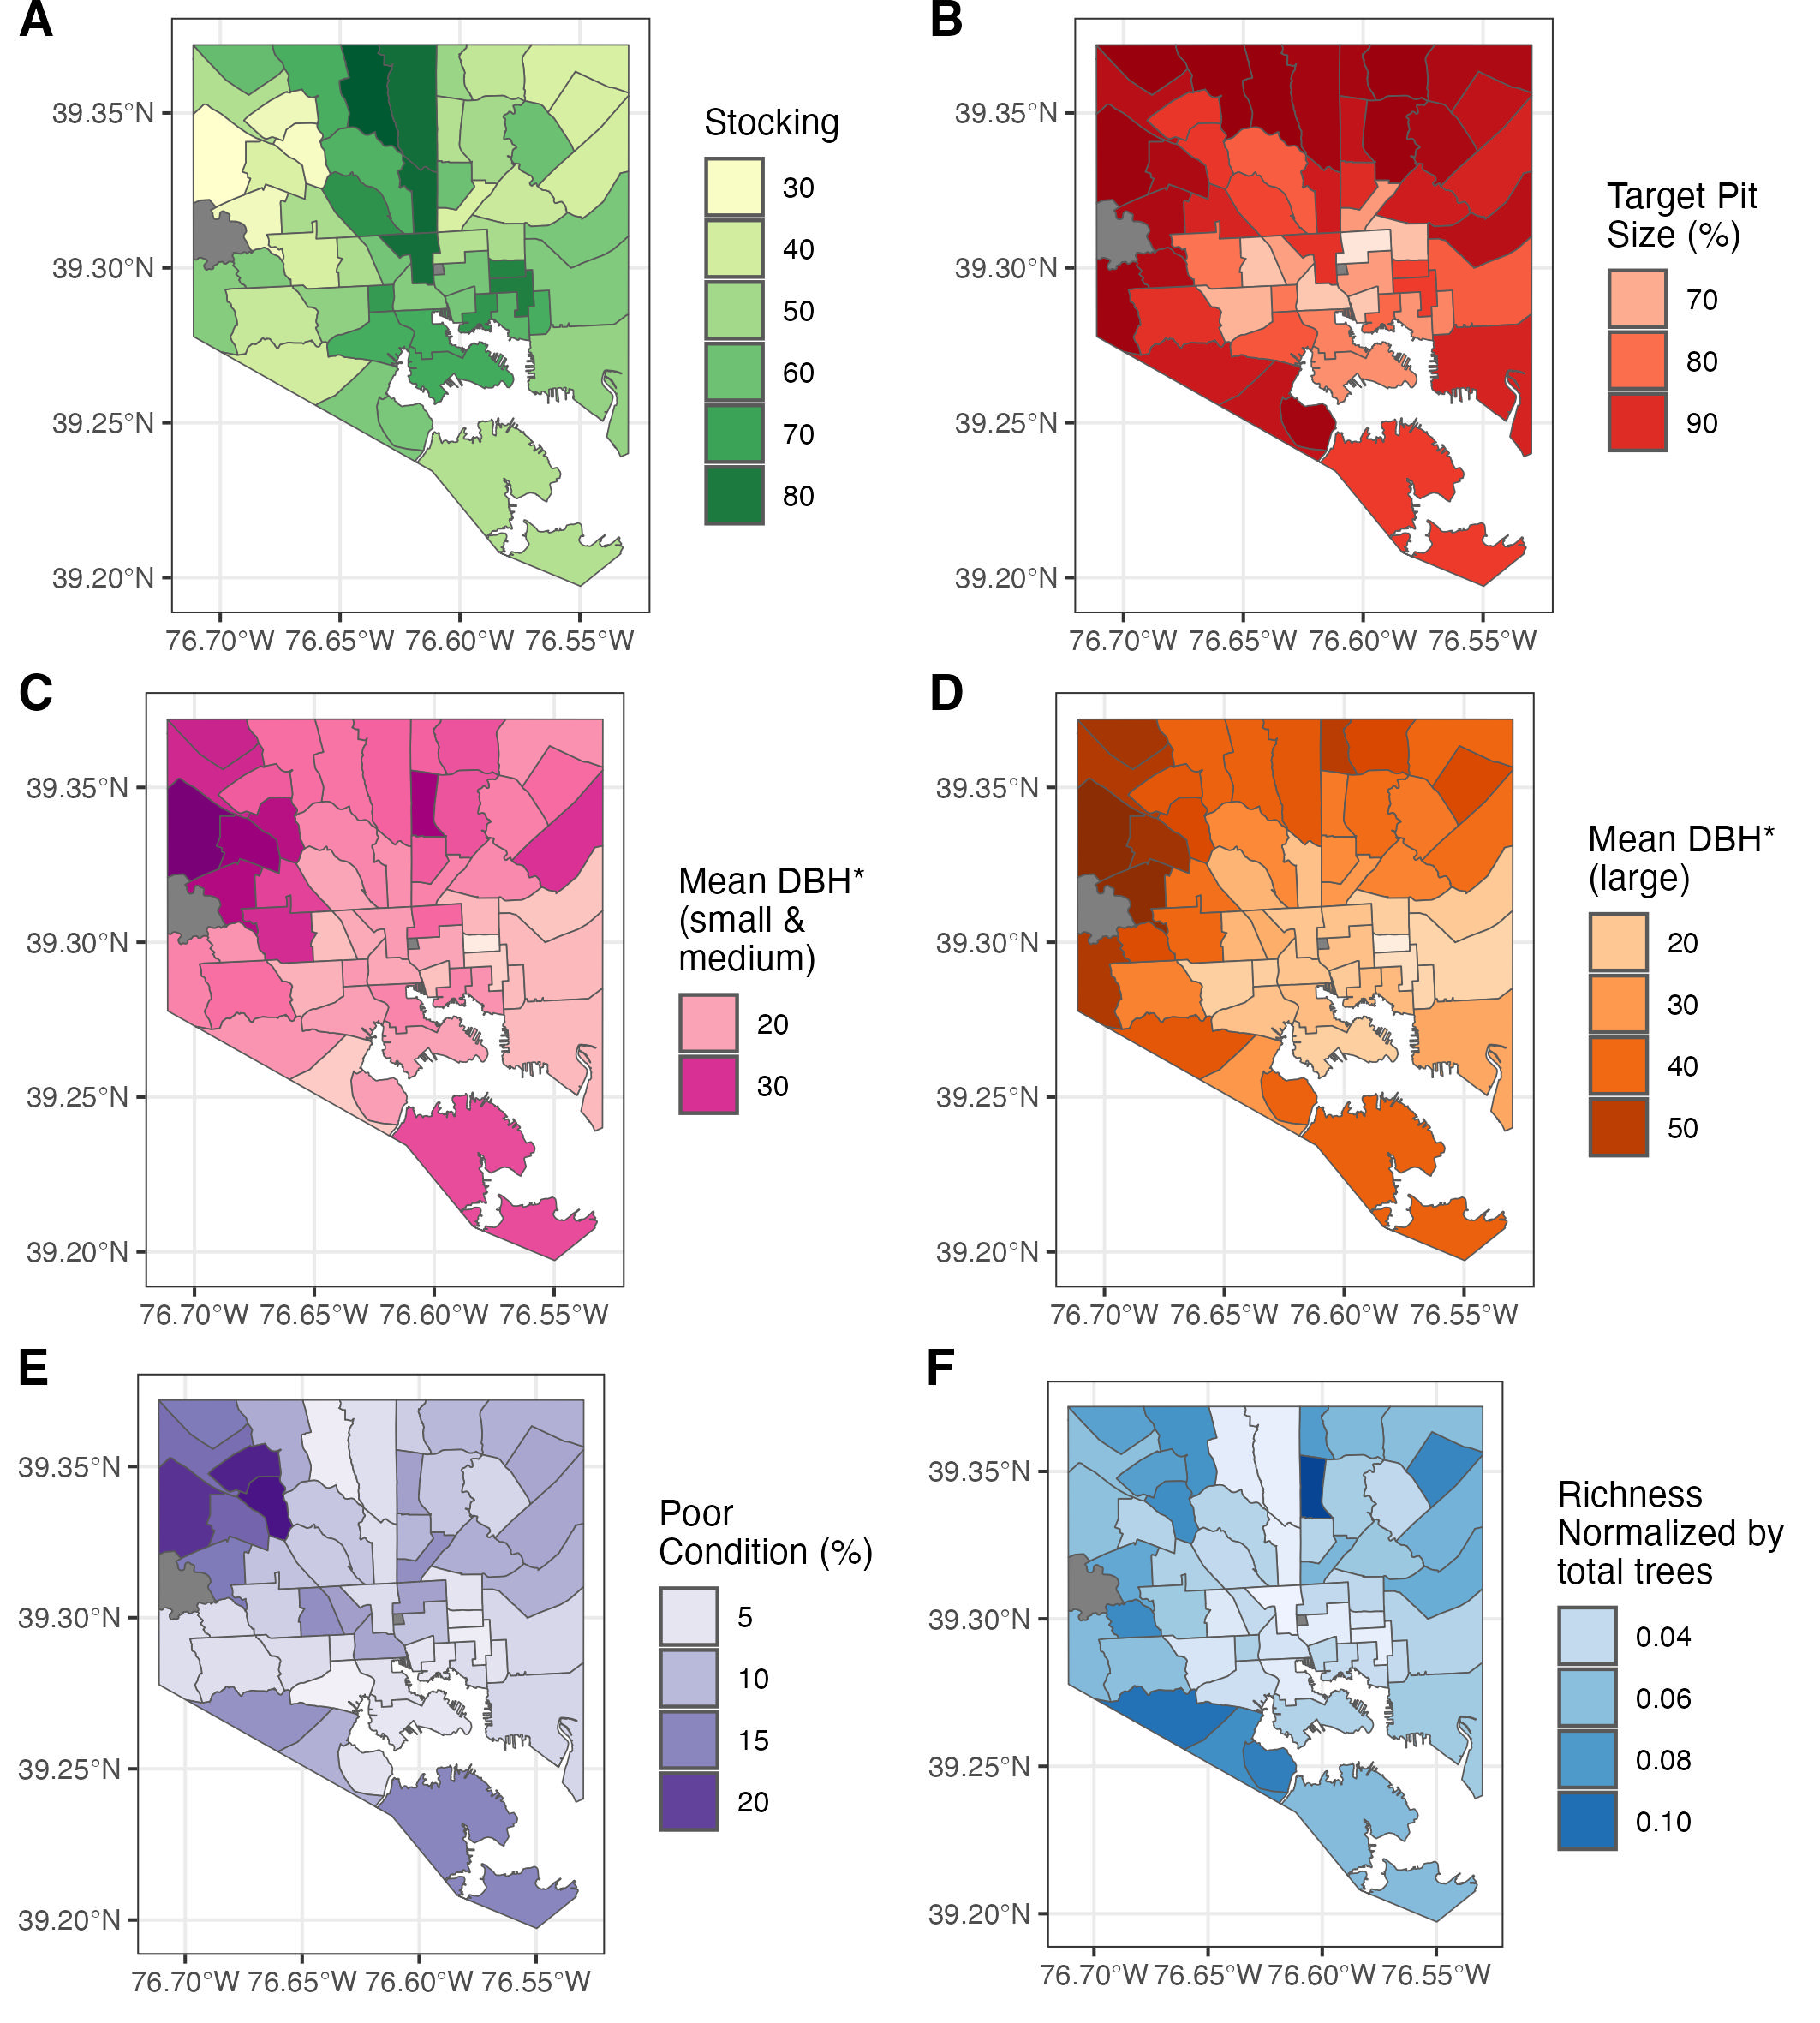 A
39.35°N
39.30°N
39.25°N
39.20°N
76.70°W 76.65°W 76.60°W 76.55°W
Stocking
30
40
50
60
70
80
B
39.35°N
39.30°N
39.25°N
39.20°N
76.70°W 76.65°W 76.60°W 76.55°W
Target Pit
Size (%)
70
80
90
C
39.35°N
39.30°N
39.25°N
39.20°N
76.70°W 76.65°W 76.60°W 76.55°W
Mean DBH*
(small &
medium)
20
30
D
39.35°N
39.30°N
39.25°N
39.20°N
76.70°W 76.65°W 76.60°W 76.55°W
Mean DBH*
(large)
20
30
40
50
E
39.35°N
39.30°N
39.25°N
39.20°N
76.70°W 76.65°W 76.60°W 76.55°W
Poor
Condition (%)
5
10
15
20
F
39.35°N
39.30°N
39.25°N
39.20°N
76.70°W 76.65°W 76.60°W 76.55°W
Richness
Normalized by
total trees
0.04
0.06
0.08
0.10